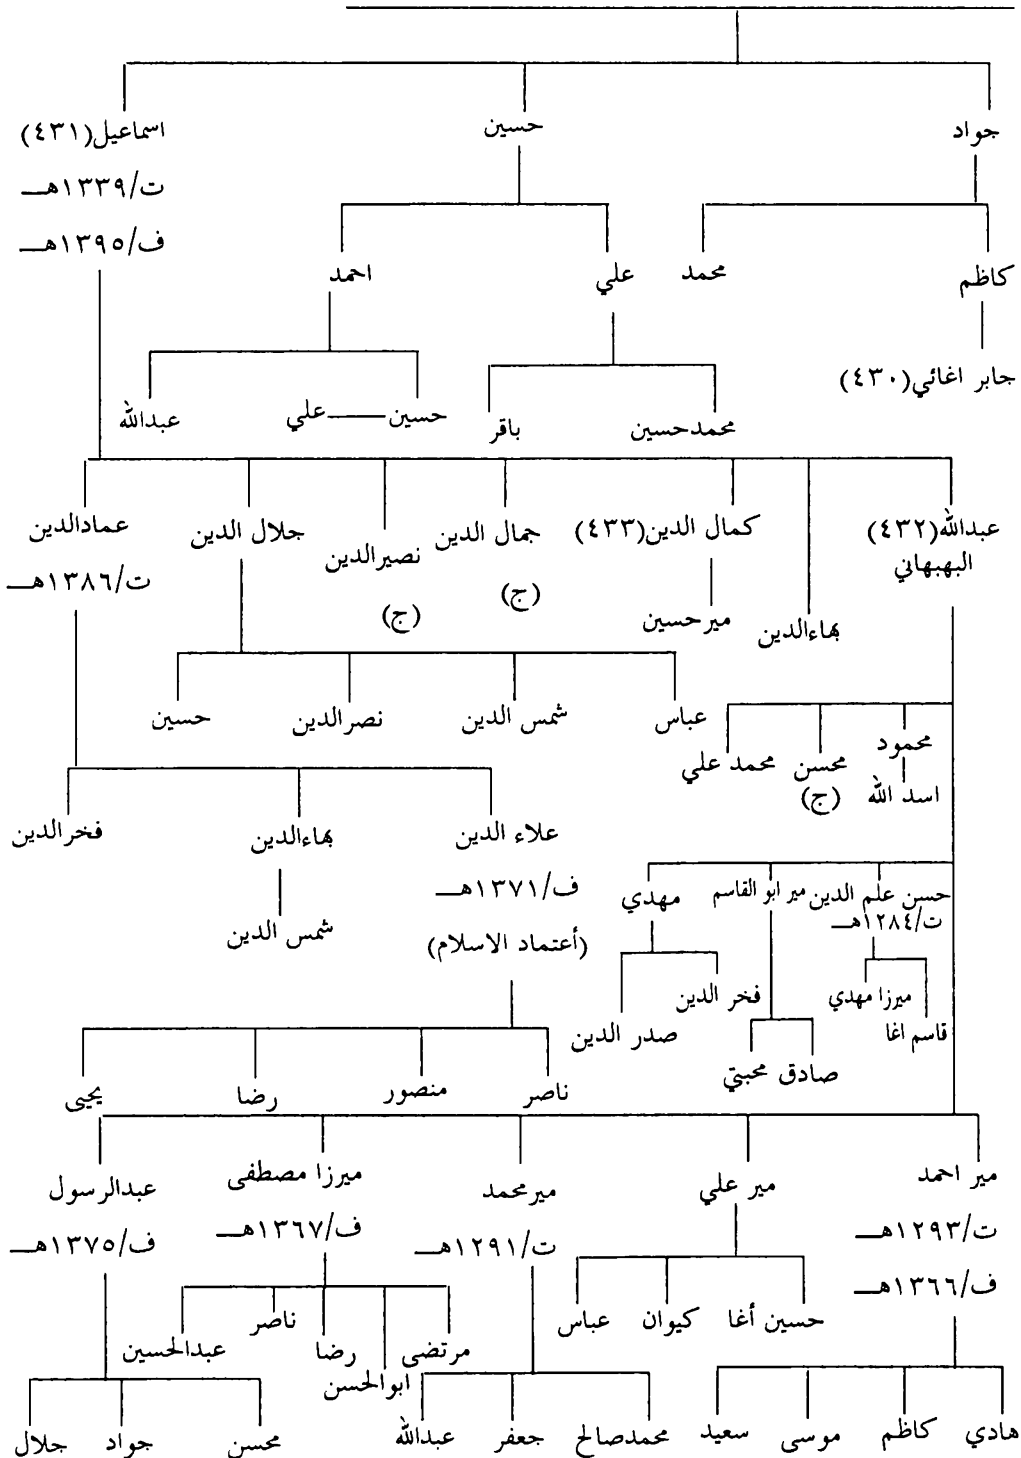 جواد
حسين
اسماعيل(٤٣١)
ت/١٣٣٩هـ
ف/١٣٩٥هـ
كاظم
محمد
علي
احمد
جابر اغائي(٤٣٠)
محمدحسين
باقر
حسين
علي
عبدالله
عبدالله(٤٣٢)
البهبهاني
بهاءالدين
كمال الدين(٤٣٣)
جمال الدين
نصيرالدين
جلال الدين
عمادالدين
(ج)
(ج)
ت/١٣٨٦هـ
ميرحسين
عباس
شمس الدين
نصرالدين
حسين
محمود
محسن
محمد علي
اسد الله
(ج)
علاء الدين
بهاءالدين
فخرالدين
ف/١٣٧١هـ
(أعتماد الاسلام)
شمس الدين
حسن علم الدين
ت/١٢٨٤هـ
مير ابو القاسم
مهدي
ميرزا مهدي
قاسم اغا
فخر الدين
صدر الدين
صادق
مجبتي
ناصر
منصور
رضا
يحيى
مير احمد
ت/١٢٩٣هـ
ف/١٣٦٦هـ
مير علي
ميرمحمد
ت/١٢٩١هـ
ميرزا مصطفى
ف/١٣٦٧هـ
عبدالرسول
ف/١٣٧٥هـ
حسين أغا
كيوان
عباس
مرتضى
ابوالحسن
رضا
ناصر
عبدالحسين
هادي
كاظم
موسى
سعيد
محمدصالح
جعفر
عبدالله
محسن
جواد
جلال